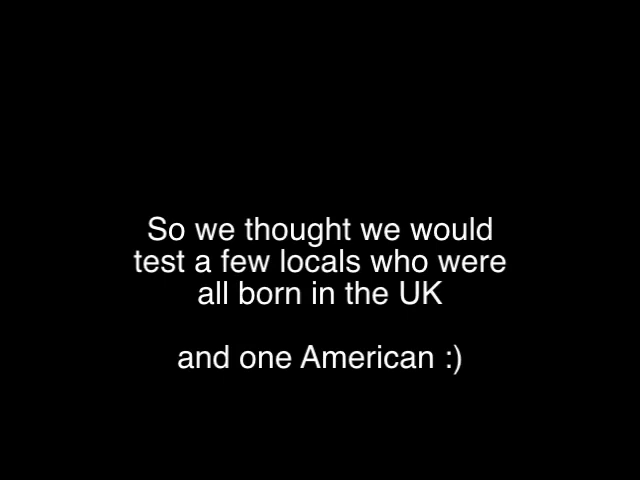 So we thought we would
test a few locals who were
all born in the UK
and one American :)